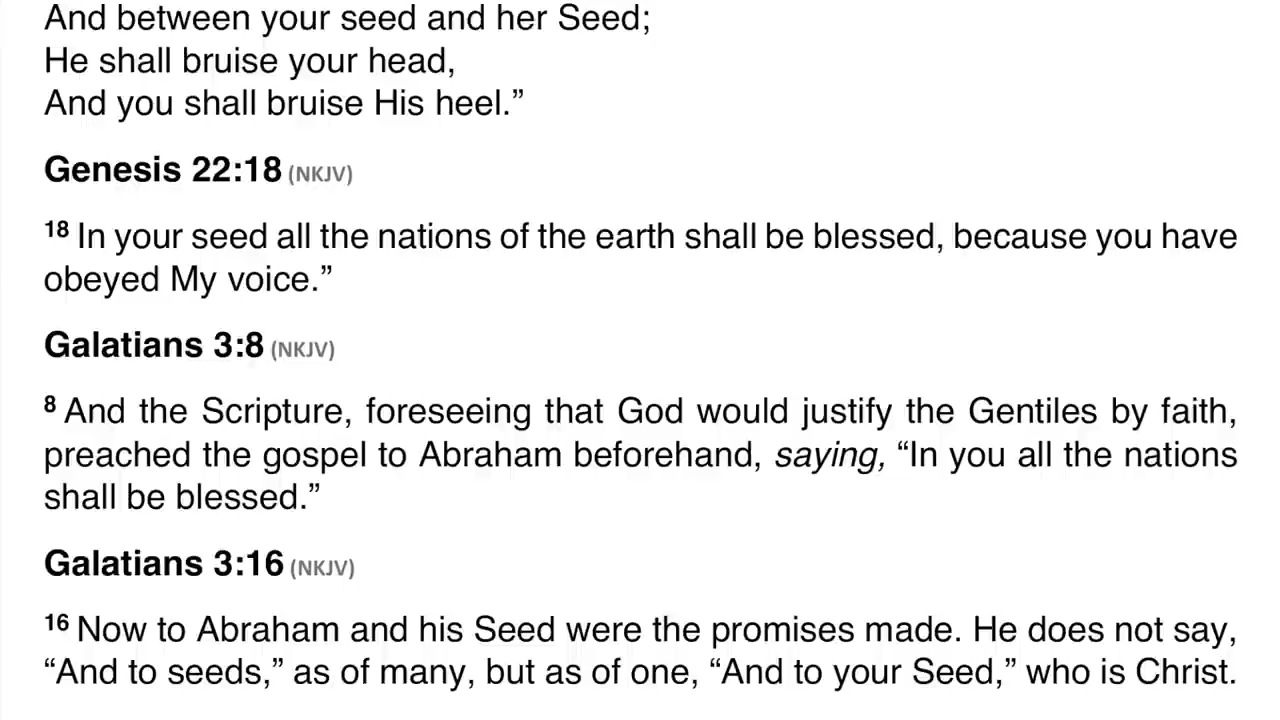 And between your seed and her Seed;
He shall bruise your head,
And you shall bruise His heel.”
Genesis 22:18 (NKJV)
18 In your seed all the nations of the earth shall be blessed, because you have
obeyed My voice.”
Galatians 3:8 (NKJV)
8 And the Scripture, foreseeing that God would justify the Gentiles by faith,
preached the gospel to Abraham beforehand, saying, “In you all the nations
shall be blessed.”
Galatians 3:16 (NKJV)
16 Now to Abraham and his Seed were the promises made. He does not say,
“And to seeds,” as of many, but as of one, “And to your Seed,” who is Christ.